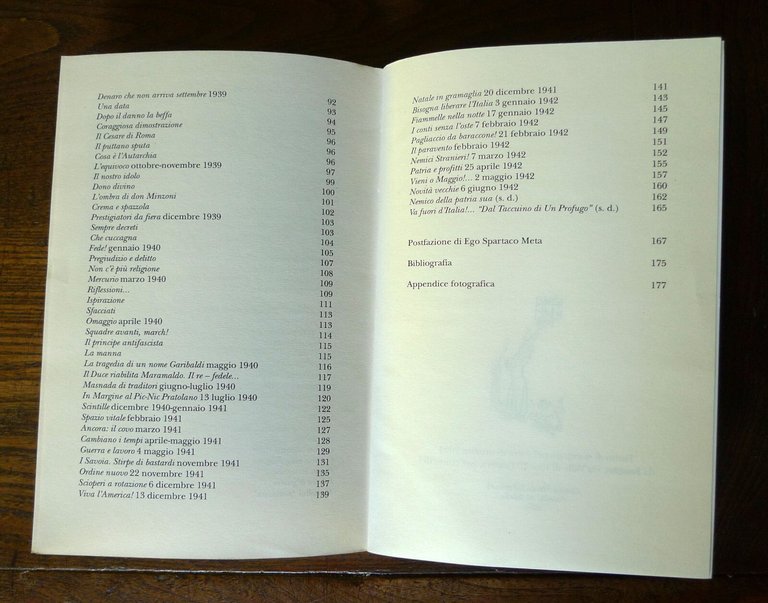 Denaro che non arriva settembre 1939 92
Una data 93
Dopo il danno la beffa 94
Coraggiosa dimostrazione 95
Il Cesare di Roma 96
Il puttano sputa 96
Cosa è l'Autarchia 96
L'equivoco ottobre-novembre 1939 97
Il nostro idolo 99
Dono divino 100
L'ombra di don Minzoni 101
Crema e spazzola 102
Prestigiatori da fiera dicembre 1939 103
Sempre decreti 103
Che cuccagna 104
Fede! gennaio 1940 105
Pregiudizio e delitto 107
Non c'è più religione 108
Mercurio marzo 1940 109
Riflessioni... 109
Ispirazione 111
Sfacciati 113
Omaggio aprile 1940 113
Squadre avanti, march! 114
Il principe antifascista 115
La manna 115
La tragedia di un nome Garibaldi maggio 1940 116
Il Duce riabilita Maramaldo. Il re – fedele... 117
Masnada di traditori giugno-luglio 1940 119
In Margine al Pic-Nic Pratolano 13 luglio 1940 120
Scintille dicembre 1940-gennaio 1941 122
Spazio vitale febbraio 1941 125
Ancora: il covo marzo 1941 127
Cambiano i tempi aprile-maggio 1941 128
Guerra e lavoro 4 maggio 1941 129
I Savoia. Stirpe di bastardi novembre 1941 131
Ordine nuovo 22 novembre 1941 135
Scioperi a rotazione 6 dicembre 1941 137
Viva l'America! 13 dicembre 1941 139
Natale in gramaglia 20 dicembre 1941 141
Bisogna liberare l'Italia 3 gennaio 1942 143
Fiammelle nella notte 17 gennaio 1942 145
I conti senza l'oste 7 febbraio 1942 147
Pagliaccio da baraccone! 21 febbraio 1942 149
Il paravento febbraio 1942 151
Nemici Stranieri! 7 marzo 1942 152
Patria e profitti 25 aprile 1942 155
Vieni o Maggio!... 2 maggio 1942 157
Novità vecchie 6 giugno 1942 160
Nemico della patria sua (s. d.) 162
Va fuori d'Italia!... "Dal Taccuino di Un Profugo" (s. d.) 165
Postfazione di Ego Spartaco Meta 167
Bibliografia 175
Appendice fotografica 177